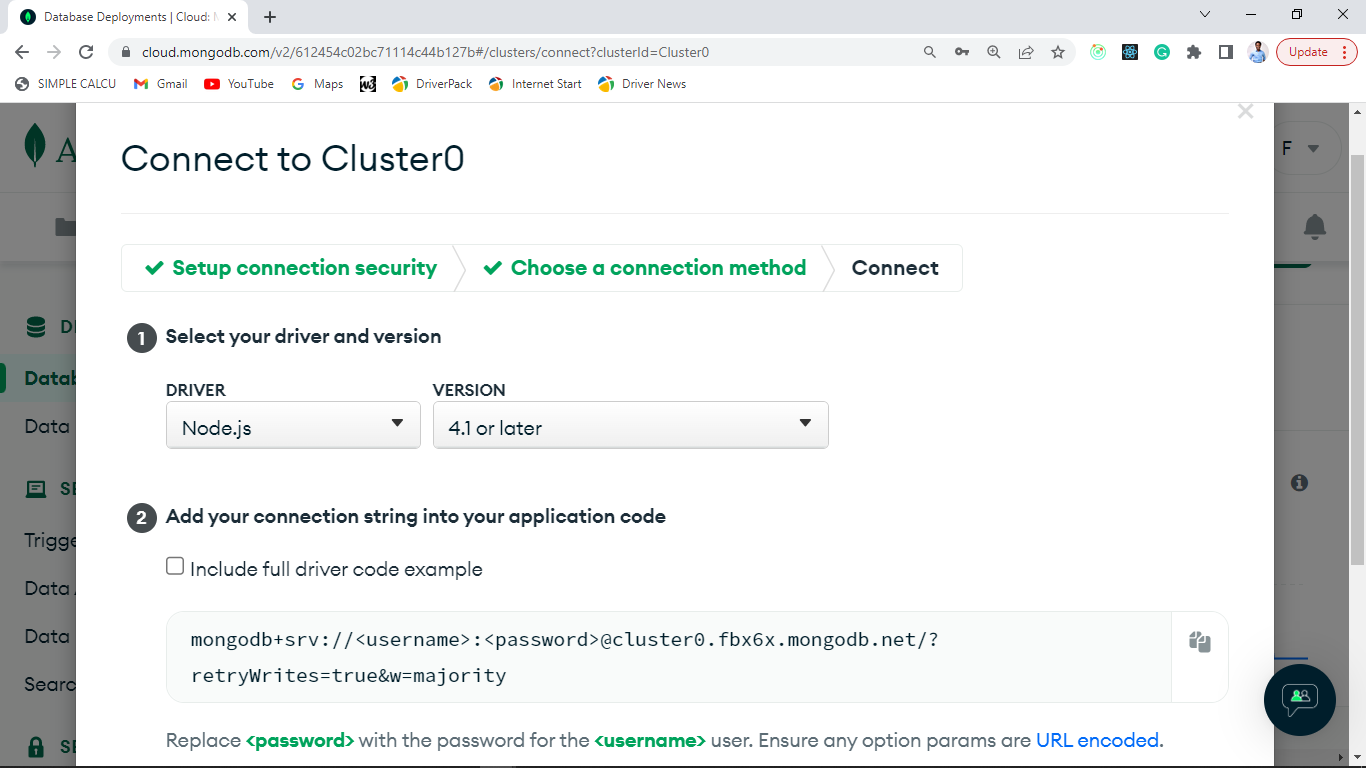 Database Deployments | Cloud: M
cloud.mongodb.com/v2/612454c02bc71114c44b127b#/clusters/connect?clusterId=Cluster0
Update
SIMPLE CALCU
Gmail
YouTube
Maps
DriverPack
Internet Start
Driver News
A
F
Connect to Cluster0
Setup connection security
Choose a connection method
Connect
1 Select your driver and version
DRIVER
VERSION
Node.js
4.1 or later
2 Add your connection string into your application code
Include full driver code example
mongodb+srv://<username>:<password>@cluster0.fbx6x.mongodb.net/?
retryWrites=true&w=majority
Replace <password> with the password for the <username> user. Ensure any option params are URL encoded.
Data
Data
Data